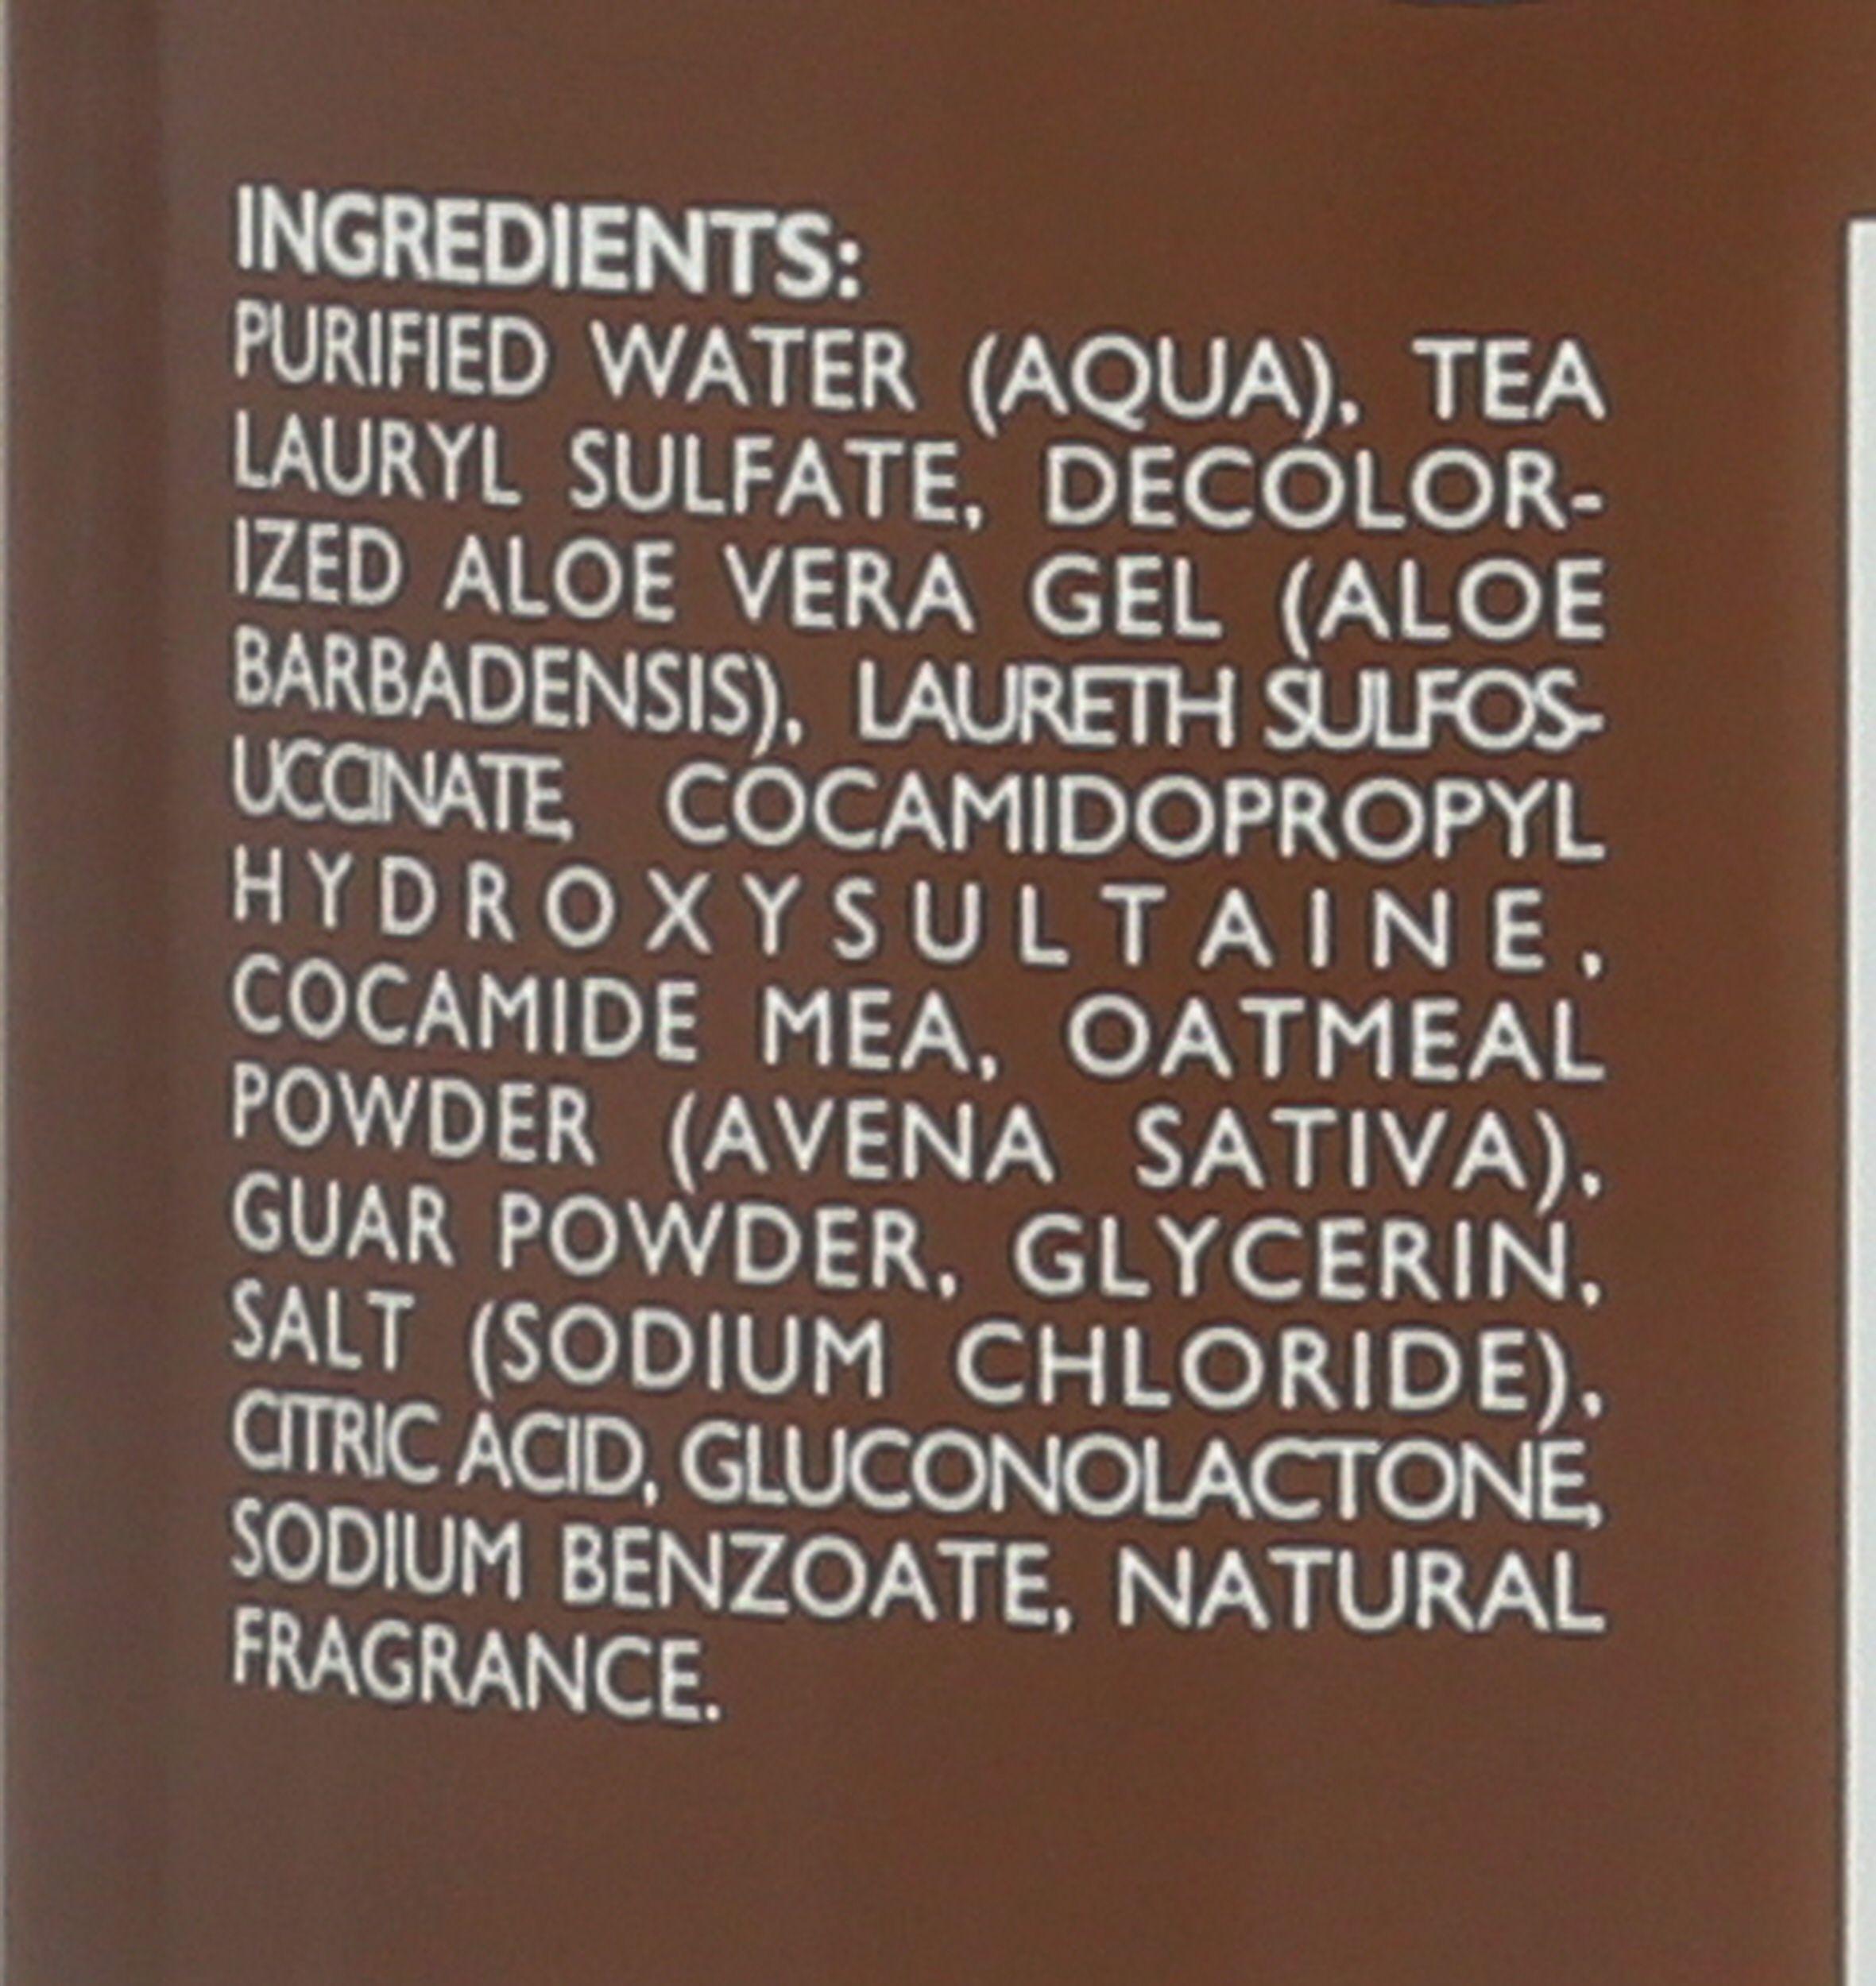 INGREDIENTS:
PURIFIED WATER (AQUA), TEA
LAURYL SULFATE, DECOLOR-
IZED ALOE VERA GEL (ALOE
BARBADENSIS), LAURETH SULFOS-
UCCINATE, COCAMIDOPROPYL
HYDROXYSULTAINE,
COCAMIDE MEA, OATMEAL
POWDER (AVENA SATIVA),
GUAR POWDER, GLYCERIN,
SALT (SODIUM CHLORIDE),
CITRIC ACID, GLUCONOLACTONE,
SODIUM BENZOATE, NATURAL
FRAGRANCE.